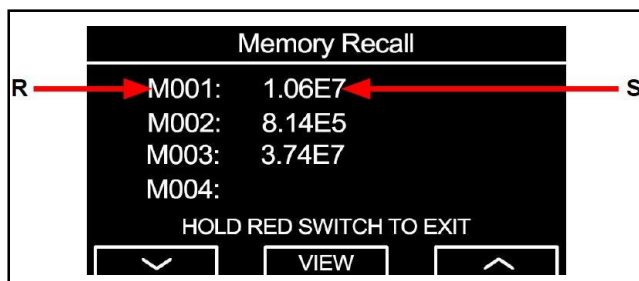 Memory Recall
R M001: 1.06E7 S
M002: 8.14E5
M003: 3.74E7
M004:
HOLD RED SWITCH TO EXIT
VIEW